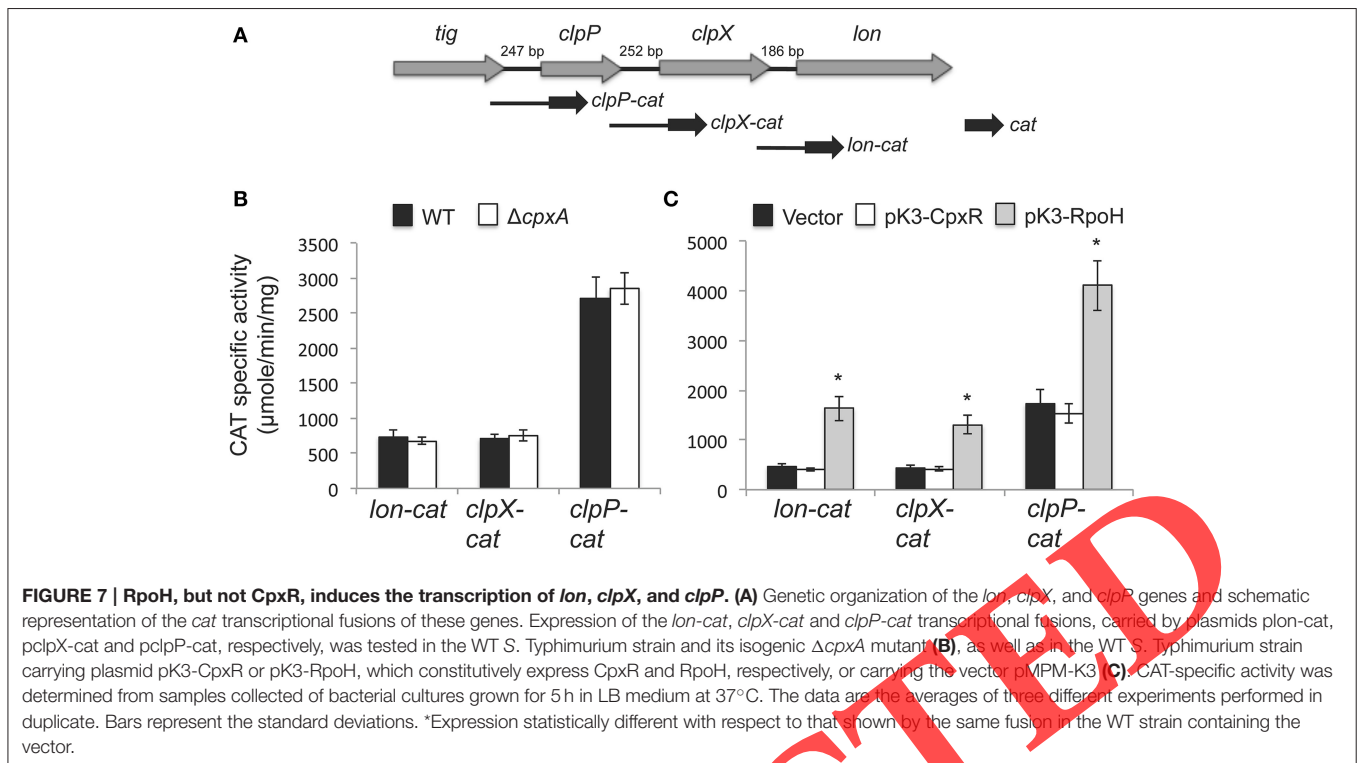 A
tig clpP clpX lon
247 bp 252 bp 186 bp
clpP-cat
clpX-cat cat
lon-cat
B
WT ΔcpxA
CAT specific activity
(µmole/min/mg)
3500
3000
2500
2000
1500
1000
500
0
lon-cat clpX- clpP-
cat cat
C
Vector pK3-CpxR pK3-RpoH
5000
4000
3000
2000
1000
0
* * *
lon-cat clpX- clpP-
cat cat
FIGURE 7 | RpoH, but not CpxR, induces the transcription of lon, clpX, and clpP. (A) Genetic organization of the lon, clpX, and clpP genes and schematic
representation of the cat transcriptional fusions of these genes. Expression of the lon-cat, clpX-cat and clpP-cat transcriptional fusions, carried by plasmids plon-cat,
pclpX-cat and pclpP-cat, respectively, was tested in the WT S. Typhimurium strain and its isogenic ΔcpxA mutant (B), as well as in the WT S. Typhimurium strain
carrying plasmid pK3-CpxR or pK3-RpoH, which constitutively express CpxR and RpoH, respectively, or carrying the vector pMPM-K3 (C). CAT-specific activity was
determined from samples collected of bacterial cultures grown for 5 h in LB medium at 37°C. The data are the averages of three different experiments performed in
duplicate. Bars represent the standard deviations. *Expression statistically different with respect to that shown by the same fusion in the WT strain containing the
vector.
CTED